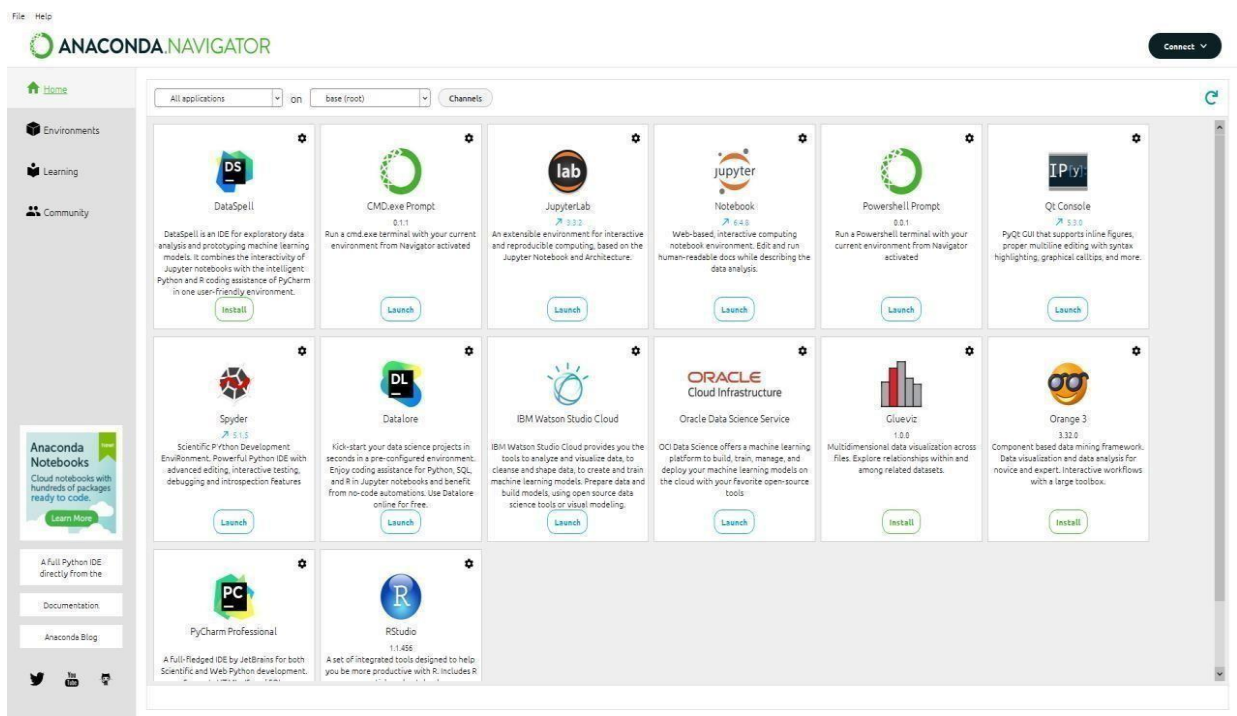 File Help
ANACONDA.NAVIGATOR
Connect
Home
Environments
Learning
Community
All applications
on
base (root)
Channels
DS
DataSpell
DataSpell is an IDE for exploratory data
analysis and prototyping machine learning
models. It combines the interactivity of
Jupyter notebooks with the intelligent
Python and R coding assistance of PyCharm
in one user-friendly environment.
Install
CMD.exe Prompt
0.1.1
Run a cmd.exe terminal with your current
environment from Navigator activated
Launch
lab
JupyterLab
3.3.2
An extensible environment for interactive
and reproducible computing, based on the
Jupyter Notebook and Architecture.
Launch
jupyter
Notebook
6.4.8
Web-based, interactive computing
notebook environment. Edit and run
human-readable docs while describing the
data analysis.
Launch
Powershell Prompt
0.0.1
Run a Powershell terminal with your
current environment from Navigator
activated
Launch
IP[y]:
Qt Console
5.3.0
PyQt GUI that supports inline figures,
proper multiline editing with syntax
highlighting, graphical calltips, and more.
Launch
Spyder
5.1.5
Scientific PYthon Development
EnviRonment. Powerful Python IDE with
advanced editing, interactive testing,
debugging and introspection features
Launch
DL
Datalore
Kick-start your data science projects in
seconds in a pre-configured environment.
Enjoy coding assistance for Python, SQL,
and R in Jupyter notebooks and benefit
from no-code automations. Use Datalore
online for free.
Launch
IBM Watson Studio Cloud
IBM Watson Studio Cloud provides you the
tools to analyze and visualize data, to
cleanse and shape data, to create and train
machine learning models. Prepare data and
build models, using open source data
science tools or visual modeling.
Launch
ORACLE
Cloud Infrastructure
Oracle Data Science Service
OCI Data Science offers a machine learning
platform to build, train, manage, and
deploy your machine learning models on
the cloud with your favorite open-source
tools
Launch
Glueviz
1.0.0
Multidimensional data visualization across
files. Explore relationships within and
among related datasets.
Install
Orange 3
3.32.0
Component based data mining framework.
Data visualization and data analysis for
novice and expert. Interactive workflows
with a large toolbox.
Install
PC
PyCharm Professional
A full-fledged IDE by JetBrains for both
Scientific and Web Python development.
R
RStudio
1.1.456
A set of integrated tools designed to help
you be more productive with R. Includes R
Anaconda
Notebooks
Cloud notebooks with
hundreds of packages
ready to code.
Learn More
A full Python IDE
directly from the
Documentation
Anaconda Blog
You
Tube